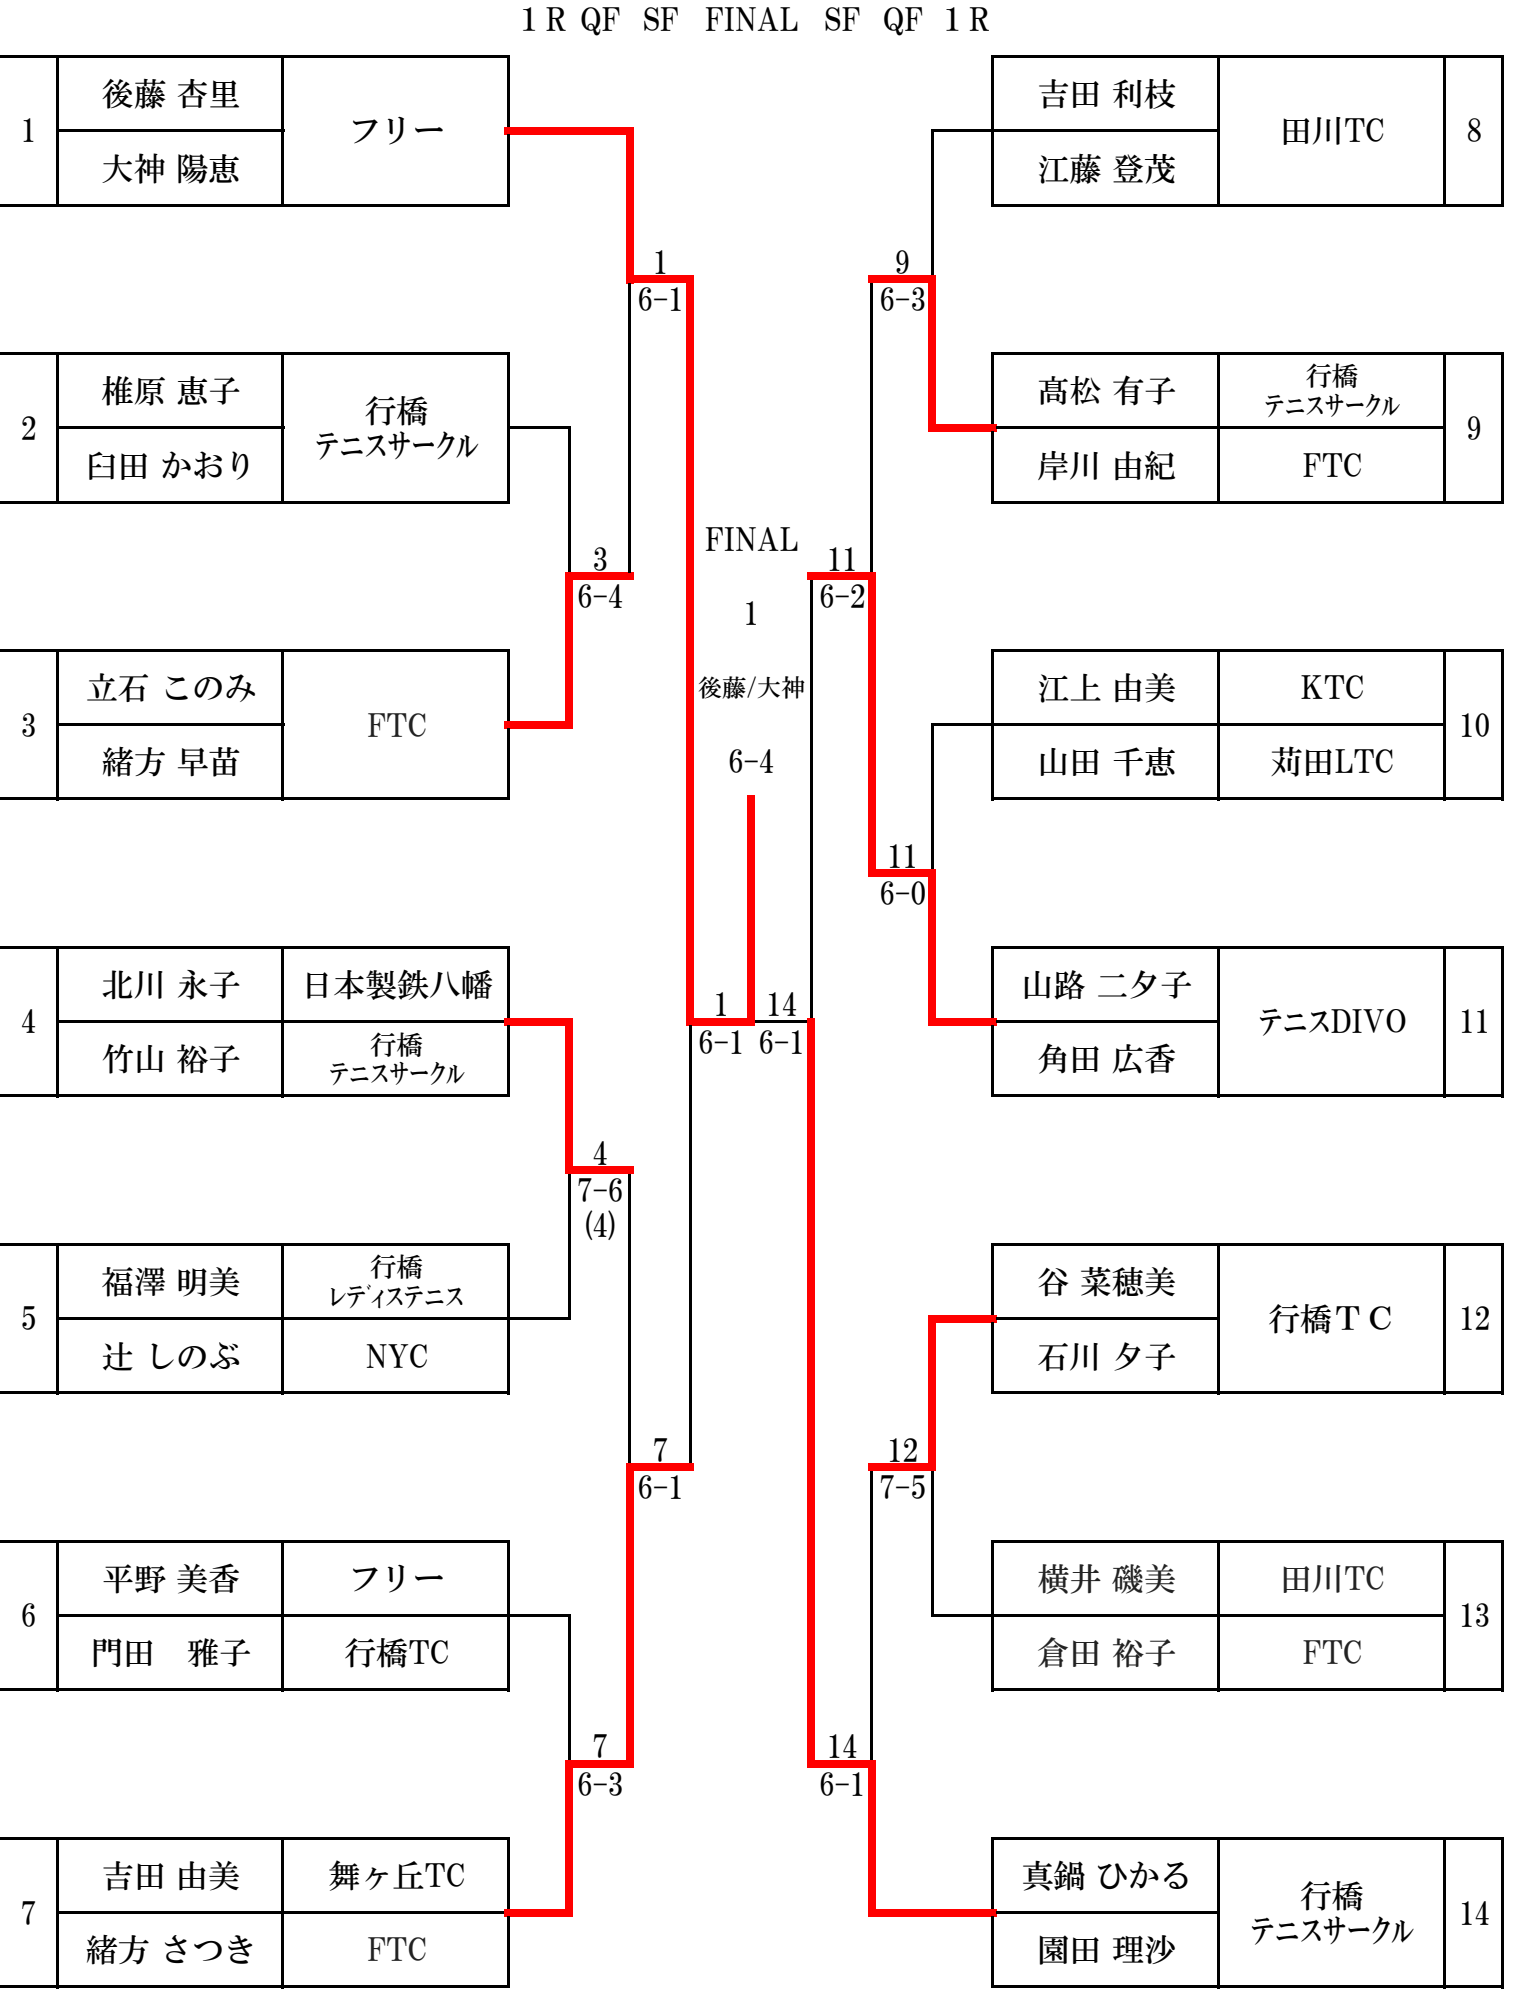 1 R QF SF FINAL SF QF 1 R
1
後藤 杏里
大神 陽恵
フリー
2
椎原 恵子
臼田 かおり
行橋
テニスサークル
3
立石 このみ
緒方 早苗
FTC
4
北川 永子
日本製鉄八幡
竹山 裕子
行橋
テニスサークル
5
福澤 明美
行橋
レディステニス
辻 しのぶ
NYC
6
平野 美香
フリー
門田　雅子
行橋TC
7
吉田 由美
舞ヶ丘TC
緒方 さつき
FTC
3
6-4
4
7-6
(4)
7
6-3
1
6-1
7
6-1
1
6-1
FINAL
1
後藤/大神
6-4
14
6-1
11
6-2
14
6-1
9
6-3
11
6-0
12
7-5
吉田 利枝
江藤 登茂
田川TC
8
髙松 有子
行橋
テニスサークル
岸川 由紀
FTC
9
江上 由美
KTC
山田 千恵
苅田LTC
10
山路 二夕子
角田 広香
テニスDIVO
11
谷 菜穂美
石川 夕子
行橋ＴＣ
12
横井 磯美
田川TC
倉田 裕子
FTC
13
真鍋 ひかる
園田 理沙
行橋
テニスサークル
14